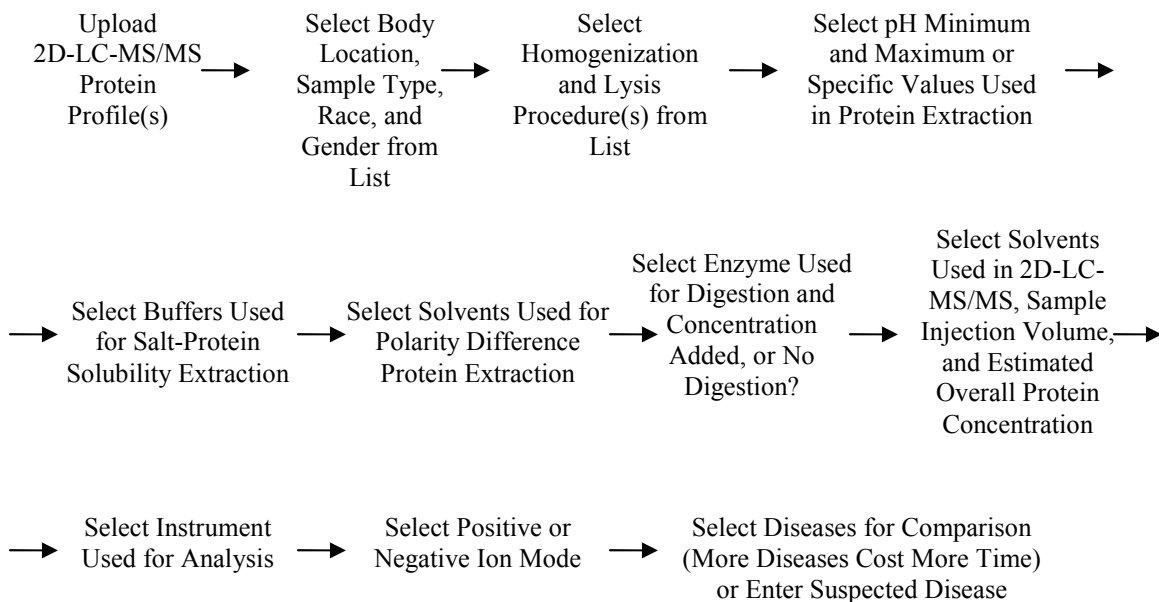 Upload
2D-LC-MS/MS
Protein
Profile(s)
Select Body
Location,
Sample Type,
Race, and
Gender from
List
Select
Homogenization
and Lysis
Procedure(s) from
List
Select pH Minimum
and Maximum or
Specific Values Used
in Protein Extraction
Select Buffers Used
for Salt-Protein
Solubility Extraction
Select Solvents Used for
Polarity Difference
Protein Extraction
Select Enzyme Used
for Digestion and
Concentration
Added, or No
Digestion?
Select Solvents
Used in 2D-LC-
MS/MS, Sample
Injection Volume,
and Estimated
Overall Protein
Concentration
Select Instrument
Used for Analysis
Select Positive or
Negative Ion Mode
Select Diseases for Comparison
(More Diseases Cost More Time)
or Enter Suspected Disease